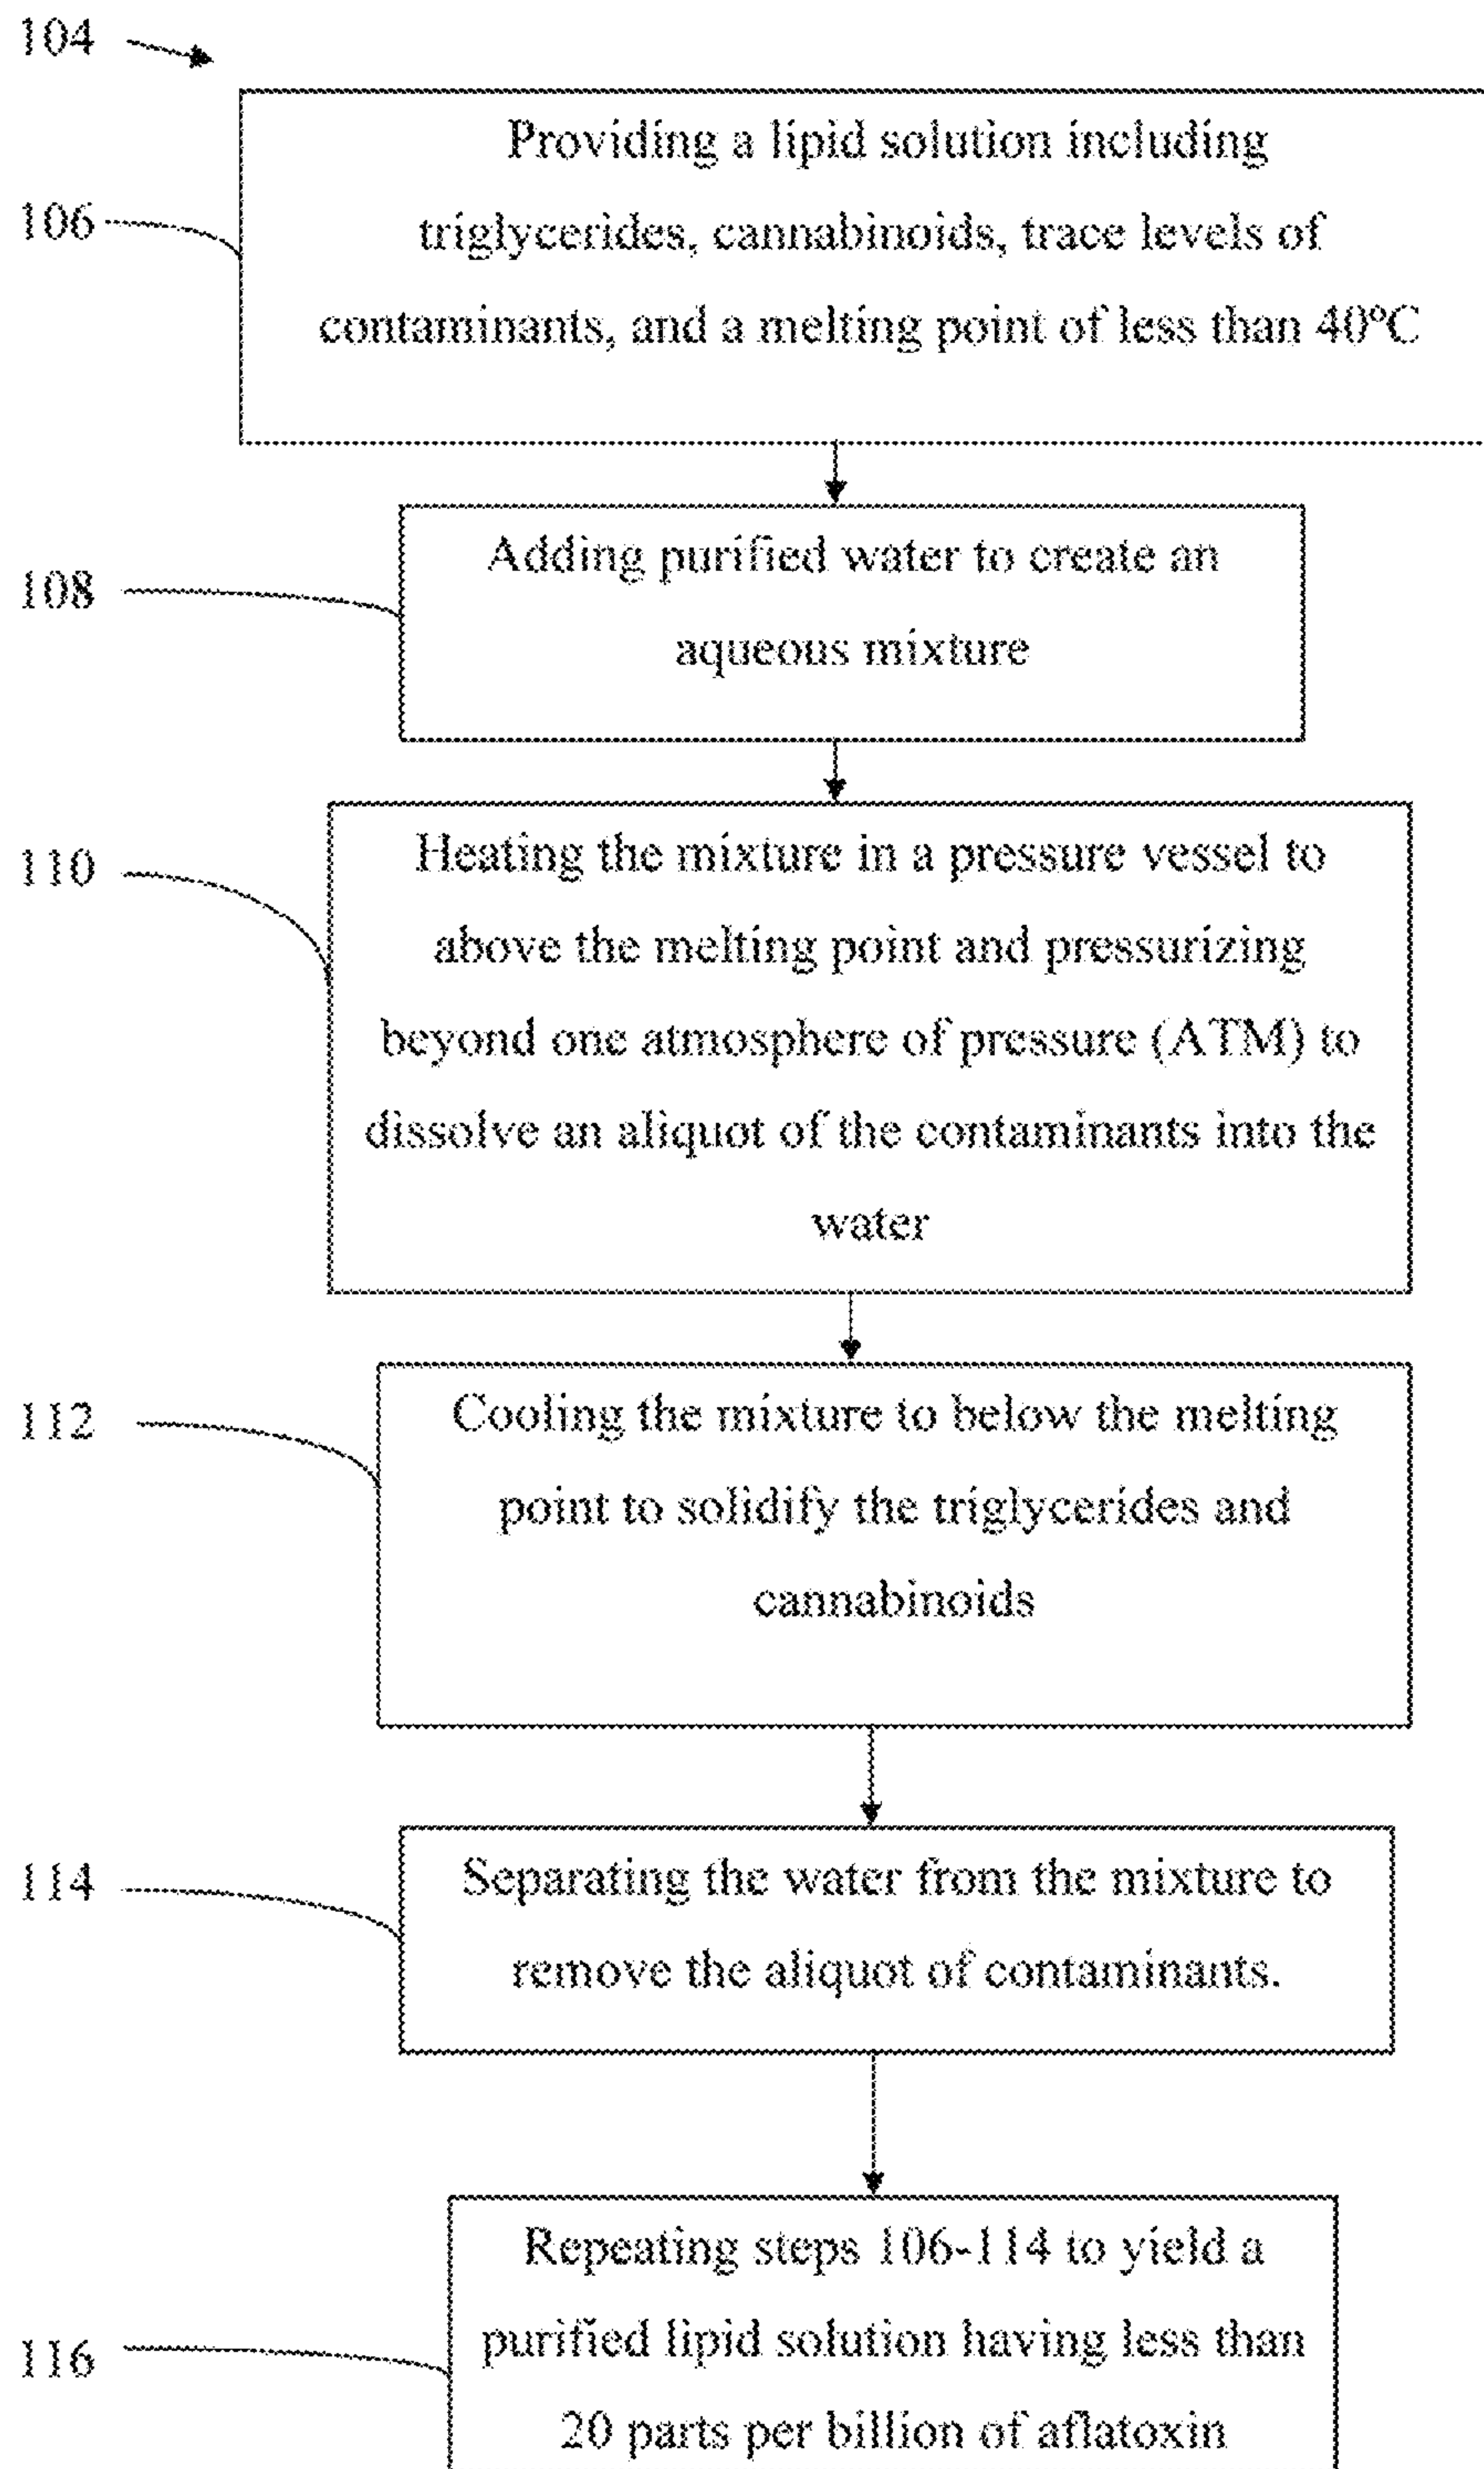 104
Providing a lipid solution including
106
triglycerides, cannabinoids, trace levels of
contaminants, and a melting point of less than 40ºC
Adding purified water to create an
108
aqueous mixture
110
Heating the mixture in a pressure vessel to
above the melting point and pressurizing
beyond one atmosphere of pressure (ATM) to
dissolve an aliquot of the contaminants into the
water
112
Cooling the mixture to below the melting
point to solidify the triglycerides and
cannabinoids
114
Separating the water from the mixture to
remove the aliquot of contaminants.
Repeating steps 106-114 to yield a
purified lipid solution having less than
116
20 parts per billion of aflatoxin